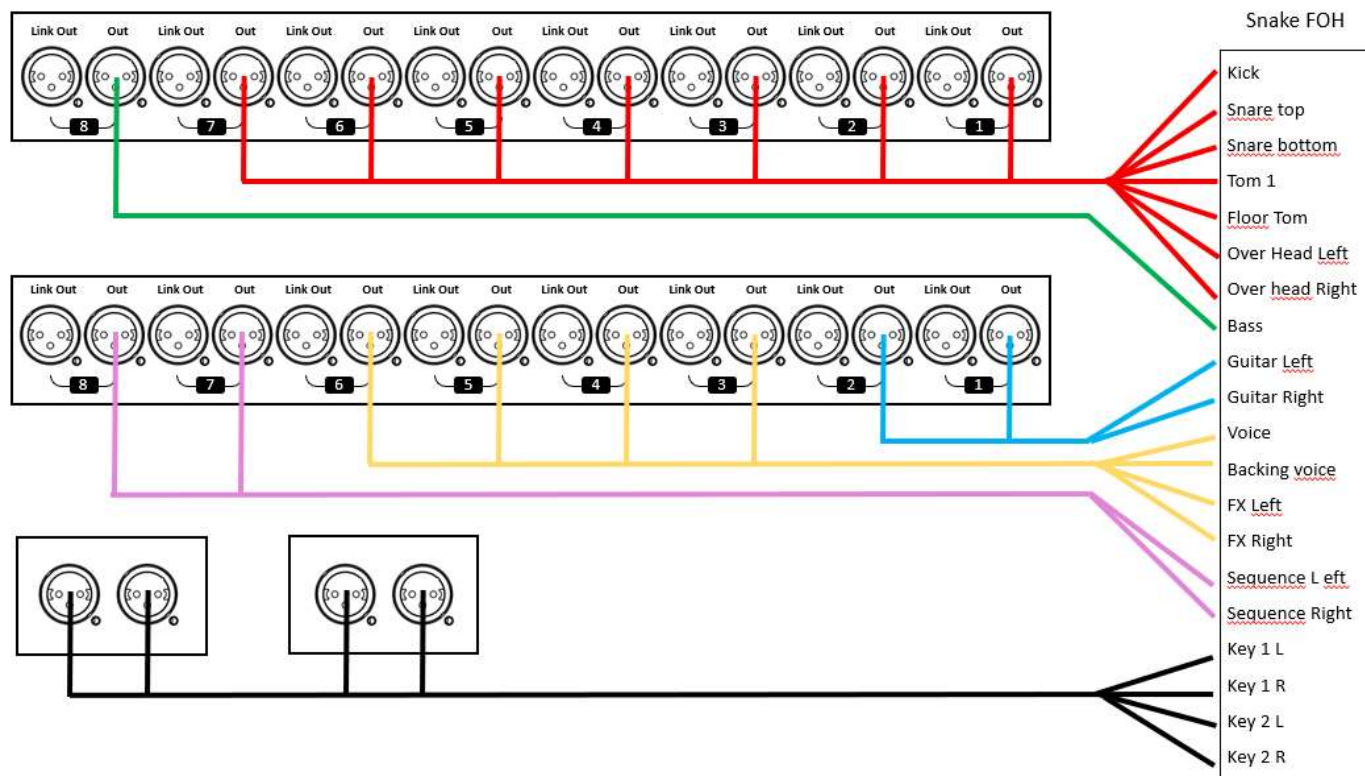 Snake FOH
Link Out Out Link Out Out Link Out Out Link Out Out Link Out Out Link Out Out Link Out Out Link Out Out
8 7 6 5 4 3 2 1
Link Out Out Link Out Out Link Out Out Link Out Out Link Out Out Link Out Out Link Out Out Link Out Out
8 7 6 5 4 3 2 1
Kick
Snare top
Snare bottom
Tom 1
Floor Tom
Over Head Left
Over head Right
Bass
Guitar Left
Guitar Right
Voice
Backing voice
FX Left
FX Right
Sequence L eft
Sequence Right
Key 1 L
Key 1 R
Key 2 L
Key 2 R